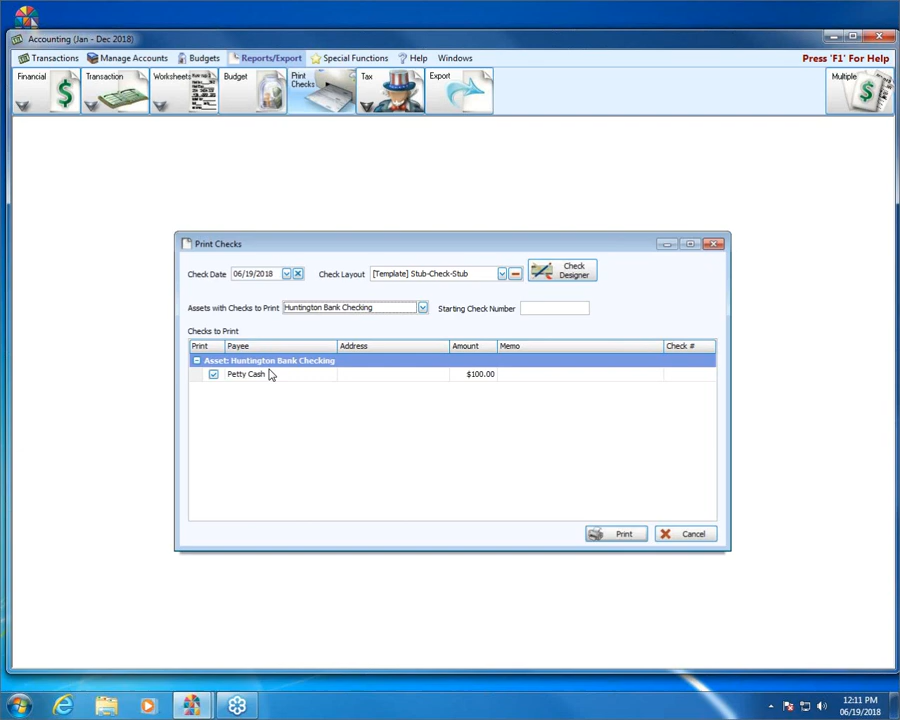 Accounting (Jan - Dec 2018)
Transactions Manage Accounts Budgets Reports/Export Special Functions Help Windows Press 'F1' For Help
Financial Transaction Worksheets Budget Print Checks Tax Export Multiple
Print Checks
Check Date 06/19/2018 Check Layout [Template] Stub-Check-Stub Check Designer
Assets with Checks to Print Huntington Bank Checking Starting Check Number
Checks to Print
Print Payee Address Amount Memo Check #
Asset: Huntington Bank Checking
Petty Cash $100.00
Print Cancel
12:11 PM
06/19/2018